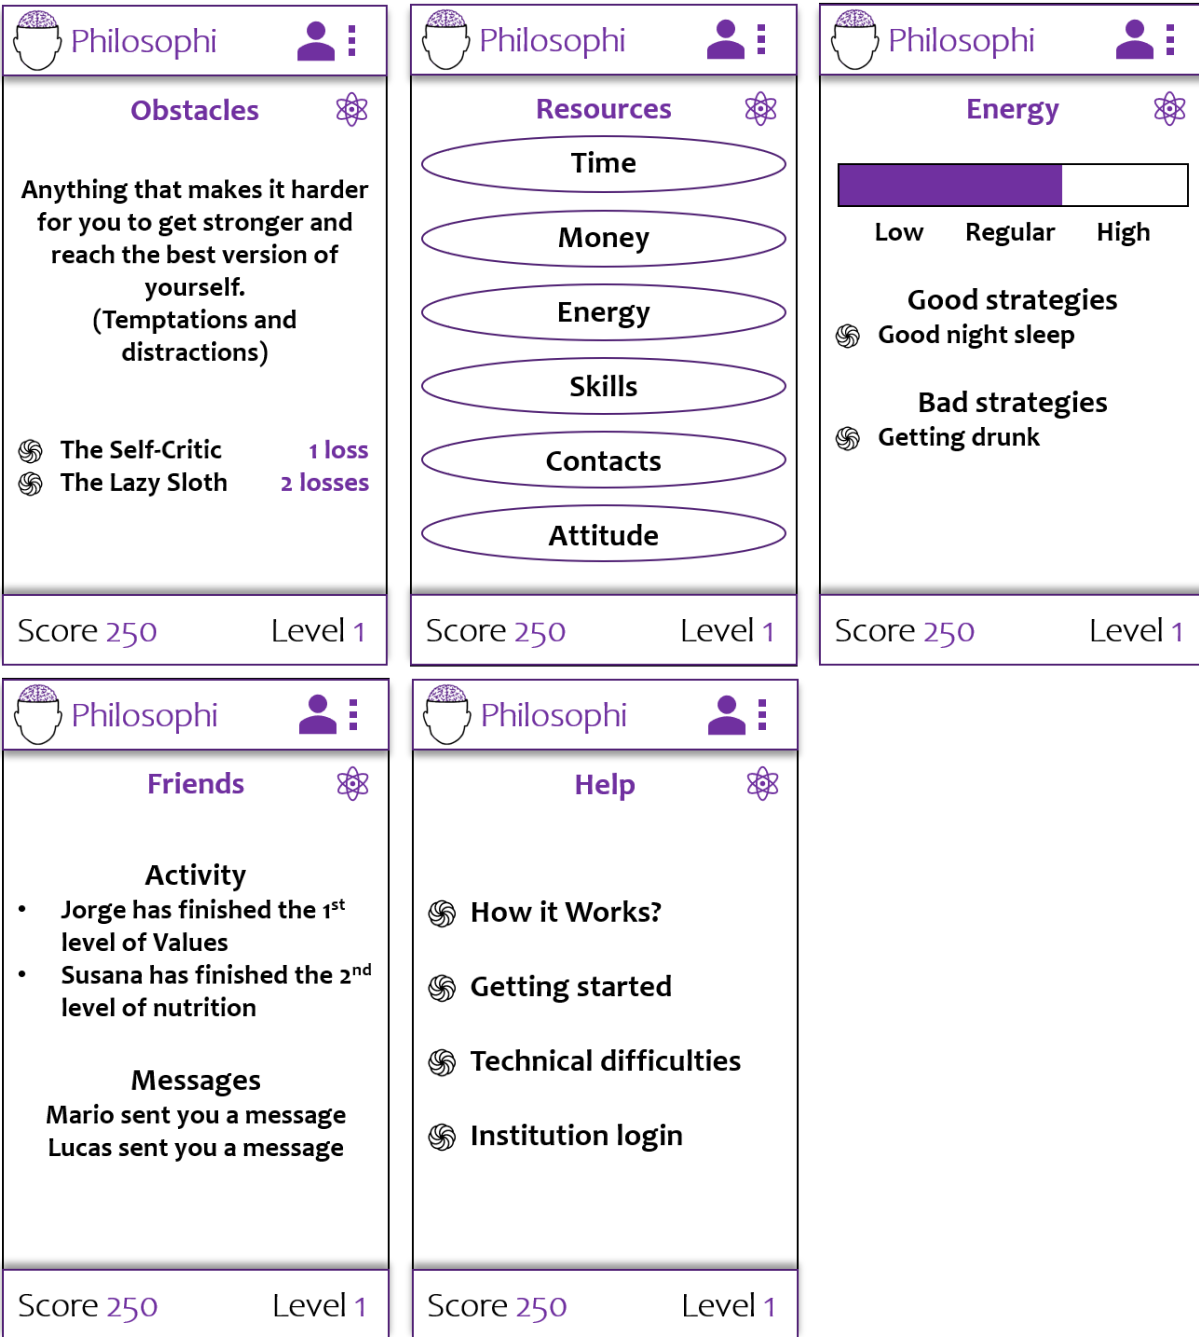 Philosophi
Obstacles
Anything that makes it harder
for you to get stronger and
reach the best version of
yourself.
(Temptations and
distractions)
The Self-Critic 1 loss
The Lazy Sloth 2 losses
Score 250 Level 1
Philosophi
Resources
Time
Money
Energy
Skills
Contacts
Attitude
Score 250 Level 1
Philosophi
Energy
Low Regular High
Good strategies
Good night sleep
Bad strategies
Getting drunk
Score 250 Level 1
Philosophi
Friends
Activity
• Jorge has finished the 1st
level of Values
• Susana has finished the 2nd
level of nutrition
Messages
Mario sent you a message
Lucas sent you a message
Score 250 Level 1
Philosophi
Help
How it Works?
Getting started
Technical difficulties
Institution login
Score 250 Level 1